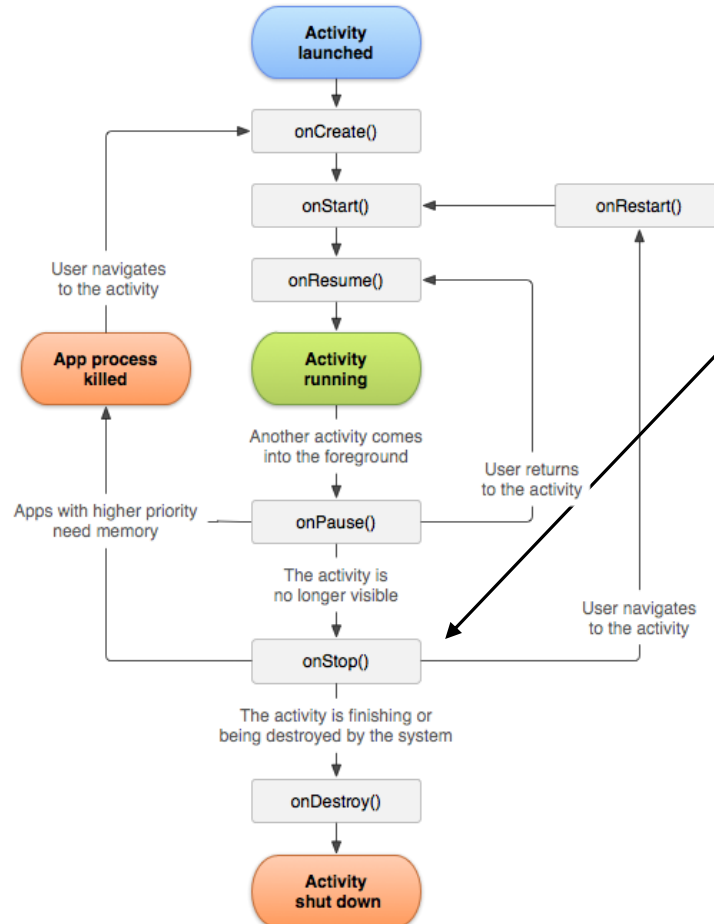 Activity
launched
onCreate()
onStart()
onRestart()
User navigates
to the activity
onResume()
App process
killed
Activity
running
Another activity comes
into the foreground
User returns
to the activity
Apps with higher priority
need memory
onPause()
The activity is
no longer visible
User navigates
to the activity
onStop()
The activity is finishing or
being destroyed by the system
onDestroy()
Activity
shut down